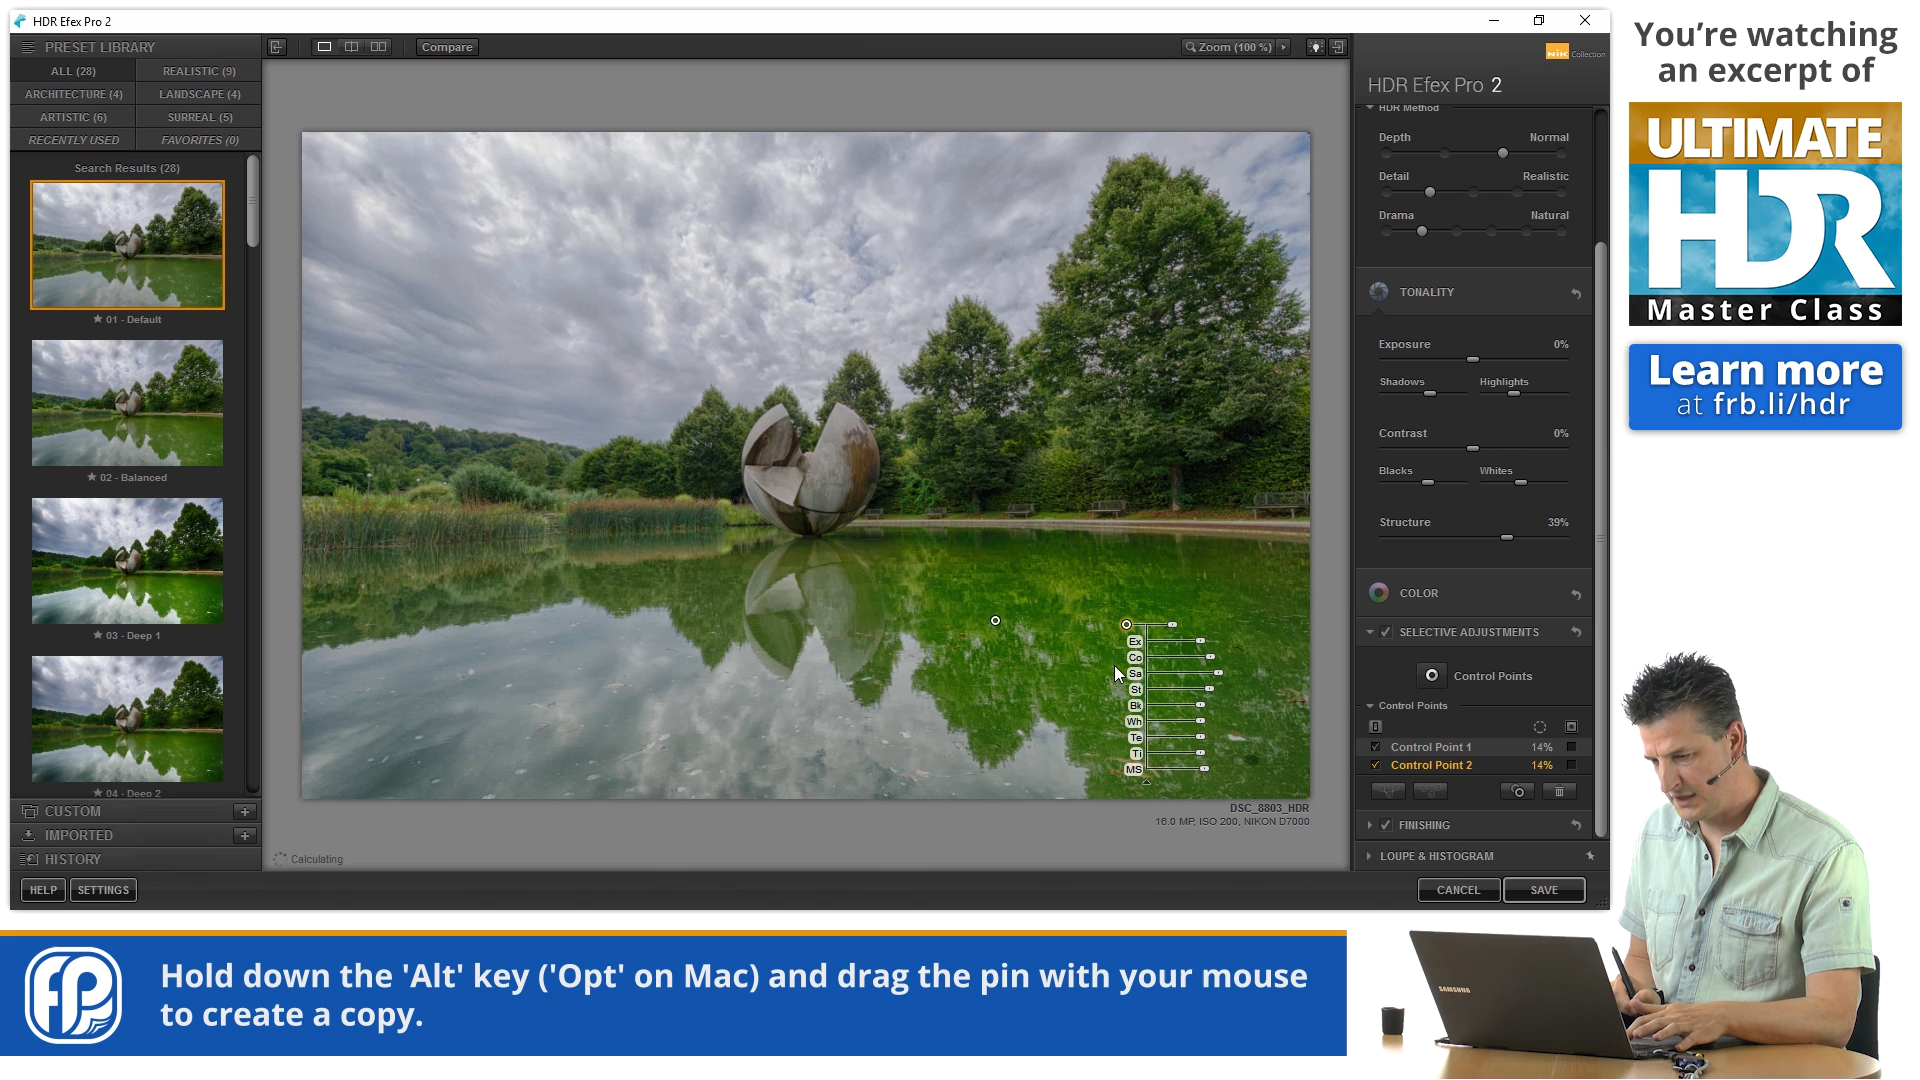 HDR Efex Pro 2
PRESET LIBRARY
ALL (28)
REALISTIC (9)
ARCHITECTURE (4)
LANDSCAPE (4)
ARTISTIC (6)
SURREAL (5)
RECENTLY USED
FAVORITES (0)
Search Results (28)
★ 01 - Default
★ 02 - Balanced
★ 03 - Deep 1
★ 04 - Deep 2
CUSTOM
IMPORTED
HISTORY
HELP
SETTINGS
Compare
Zoom (100 %)
Ex
Co
Sa
St
Bk
Wh
Te
Ti
MS
DSC_8803_HDR
16.0 MP, ISO 200, NIKON D7000
Calculating
Nik Collection
HDR Efex Pro 2
HDR Method
Depth Normal
Detail Realistic
Drama Natural
TONALITY
Exposure 0%
Shadows Highlights
Contrast 0%
Blacks Whites
Structure 39%
COLOR
SELECTIVE ADJUSTMENTS
Control Points
Control Points
Control Point 1 14%
Control Point 2 14%
FINISHING
LOUPE & HISTOGRAM
CANCEL
SAVE
You're watching
an excerpt of
ULTIMATE
HDR
Master Class
Learn more
at frb.li/hdr
FP
Hold down the 'Alt' key ('Opt' on Mac) and drag the pin with your mouse
to create a copy.
SAMSUNG